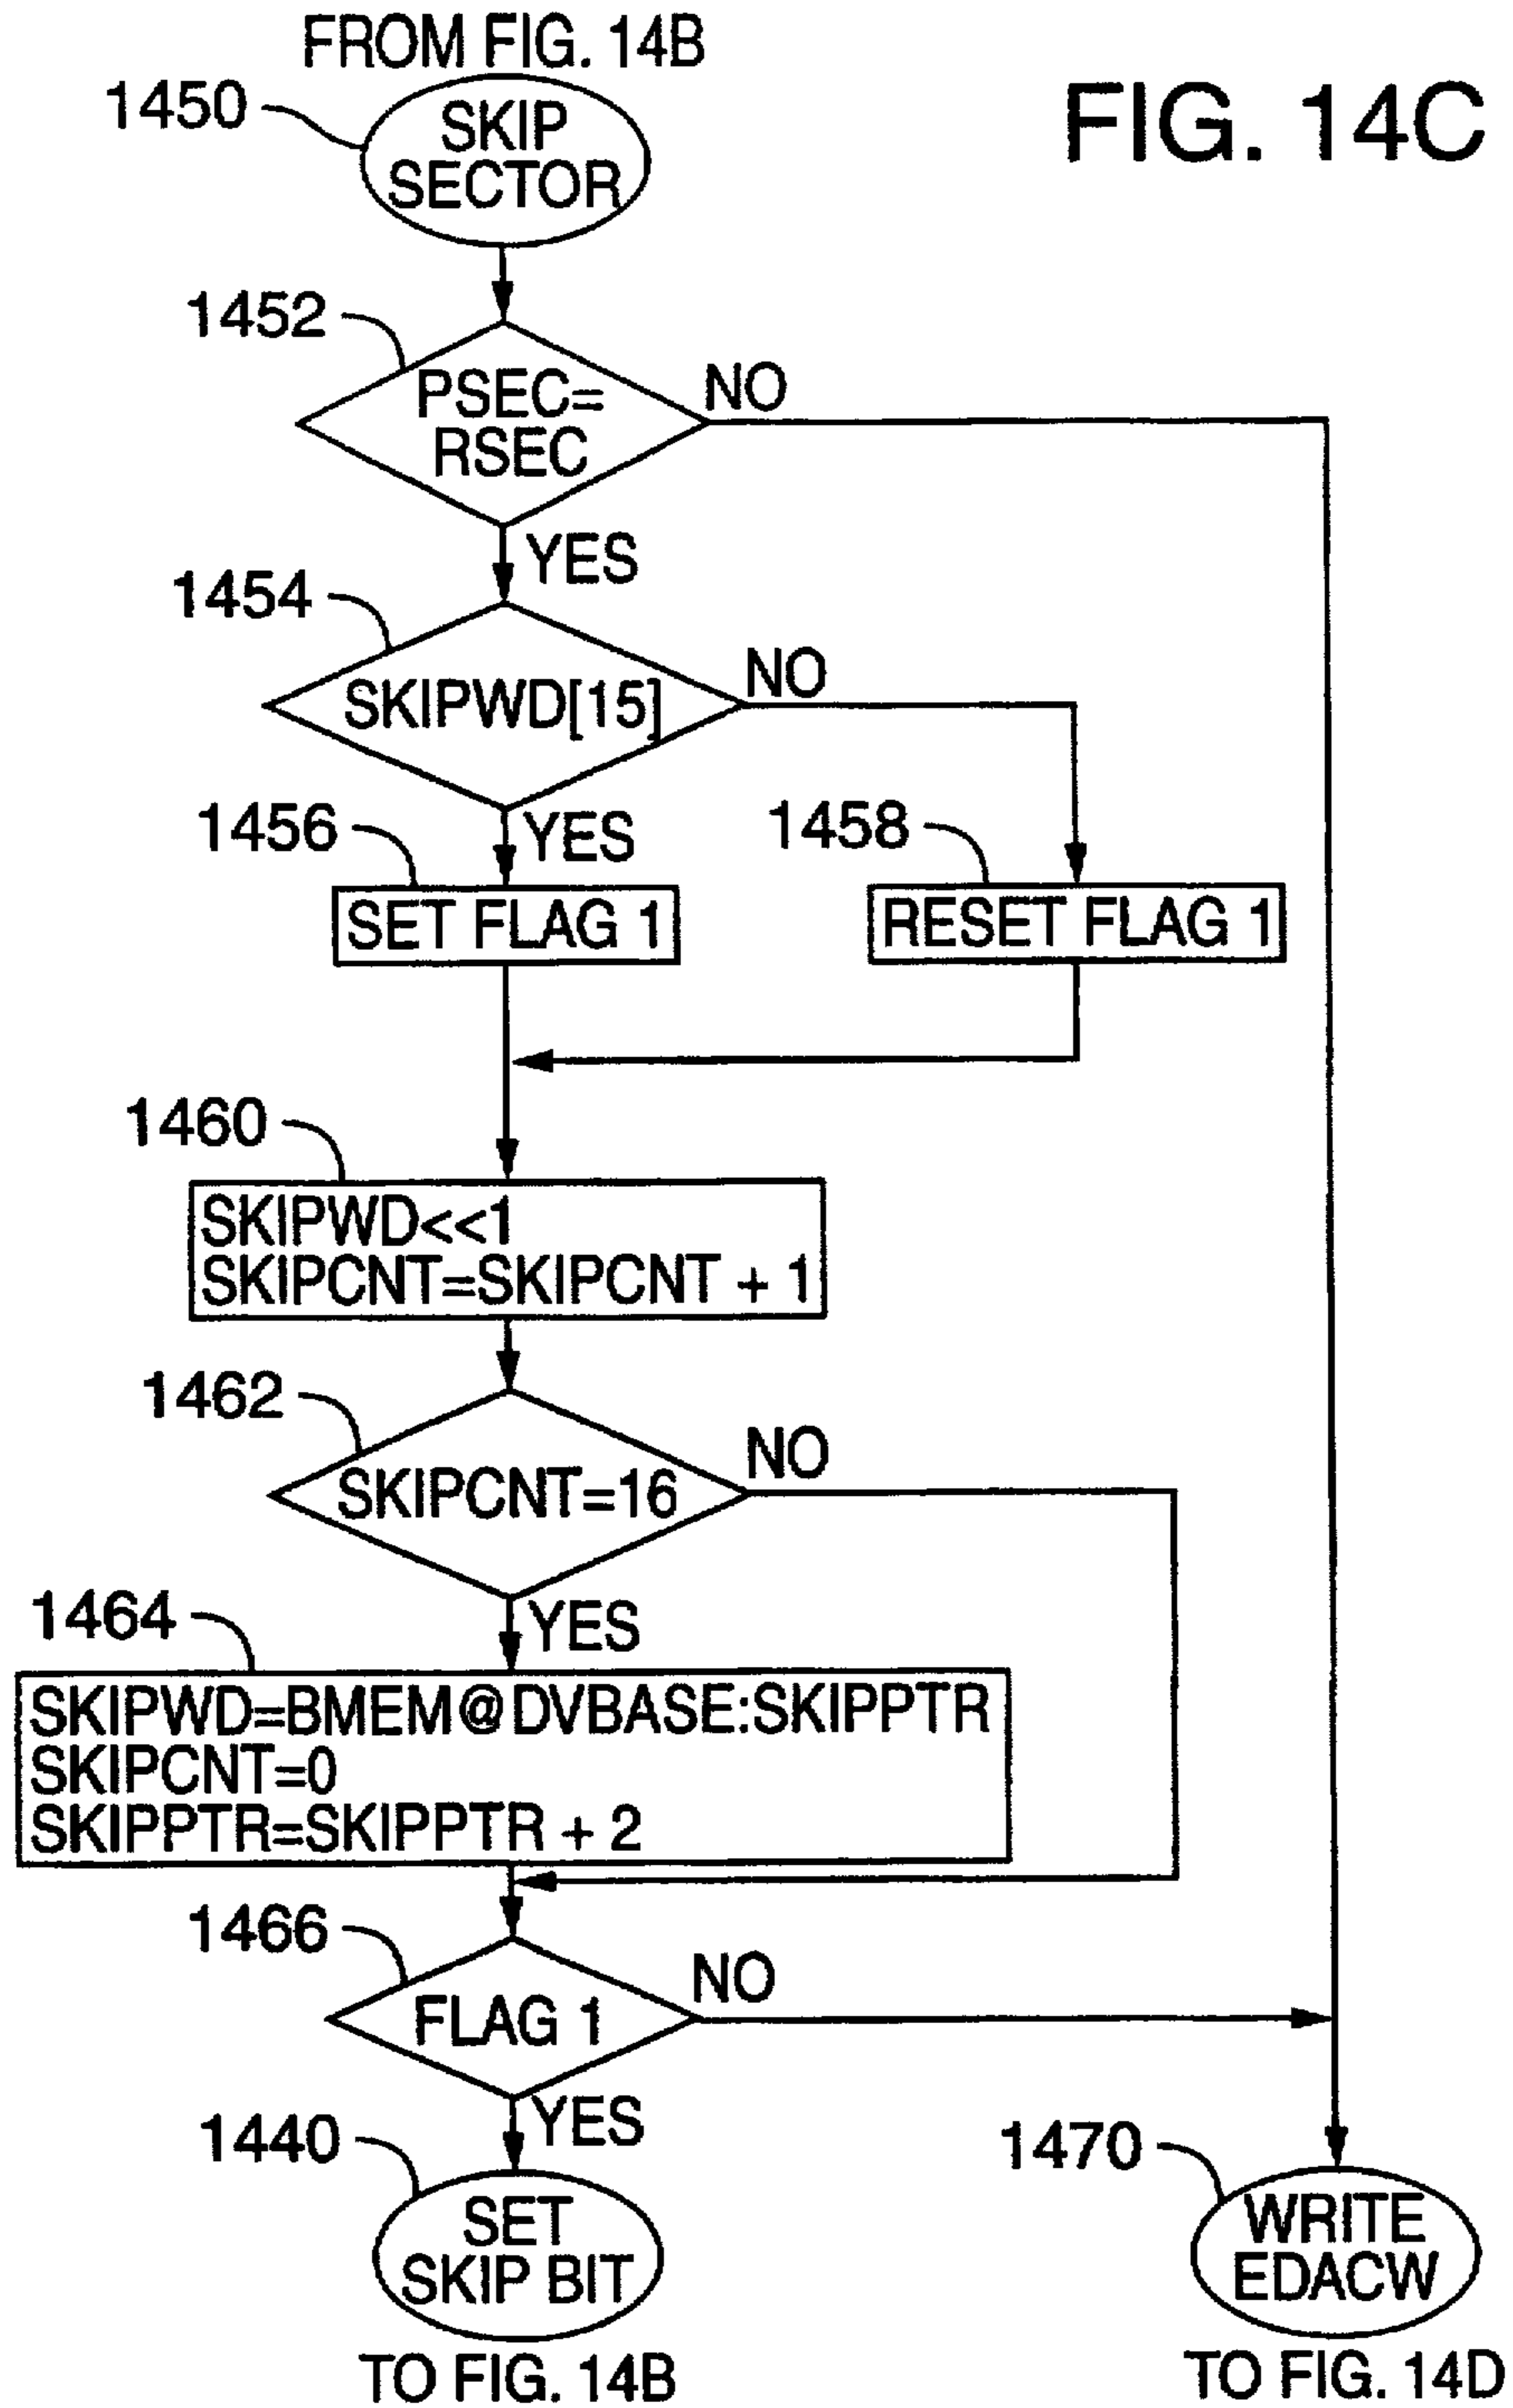 FROM FIG. 14B
FIG. 14C
1450
SKIP
SECTOR
1452
PSEC=
RSEC
NO
YES
1454
SKIPWD[15]
NO
YES
1456
SET FLAG 1
1458
RESET FLAG 1
1460
SKIPWD<<1
SKIPCNT=SKIPCNT + 1
1462
SKIPCNT=16
NO
YES
1464
SKIPWD=BMEM@DVBASE:SKIPPTR
SKIPCNT=0
SKIPPTR=SKIPPTR + 2
1466
FLAG 1
NO
YES
1440
SET
SKIP BIT
TO FIG. 14B
1470
WRITE
EDACW
TO FIG. 14D